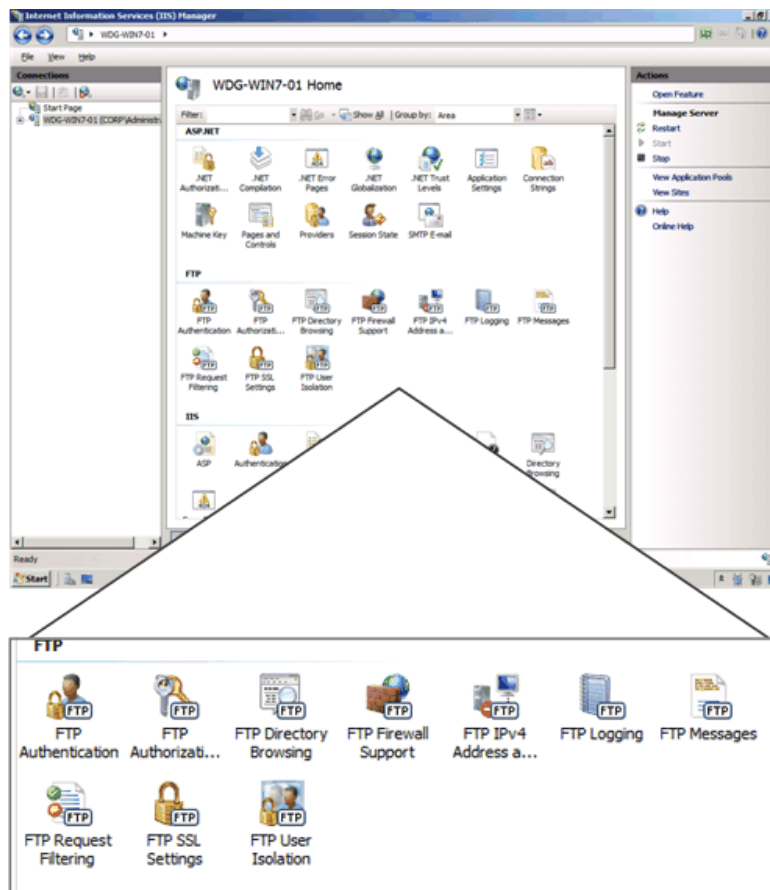 Internet Information Services (IIS) Manager
WDG-WIN7-01
File View Help
Connections
Start Page
WDG-WIN7-01 (CORP\Administr
WDG-WIN7-01 Home
Filter: Go Show All Group by: Area
ASP.NET
.NET Authorizati...
.NET Compilation
.NET Error Pages
.NET Globalization
.NET Trust Levels
Application Settings
Connection Strings
Machine Key
Pages and Controls
Providers
Session State
SMTP E-mail
FTP
FTP Authentication
FTP Authorizati...
FTP Directory Browsing
FTP Firewall Support
FTP IPv4 Address a...
FTP Logging
FTP Messages
FTP Request Filtering
FTP SSL Settings
FTP User Isolation
IIS
ASP
Authentication
Directory Browsing
Actions
Open Feature
Manage Server
Restart
Start
Stop
View Application Pools
View Sites
Help
Online Help
Ready
Start
FTP
FTP Authentication
FTP Authorizati...
FTP Directory Browsing
FTP Firewall Support
FTP IPv4 Address a...
FTP Logging
FTP Messages
FTP Request Filtering
FTP SSL Settings
FTP User Isolation